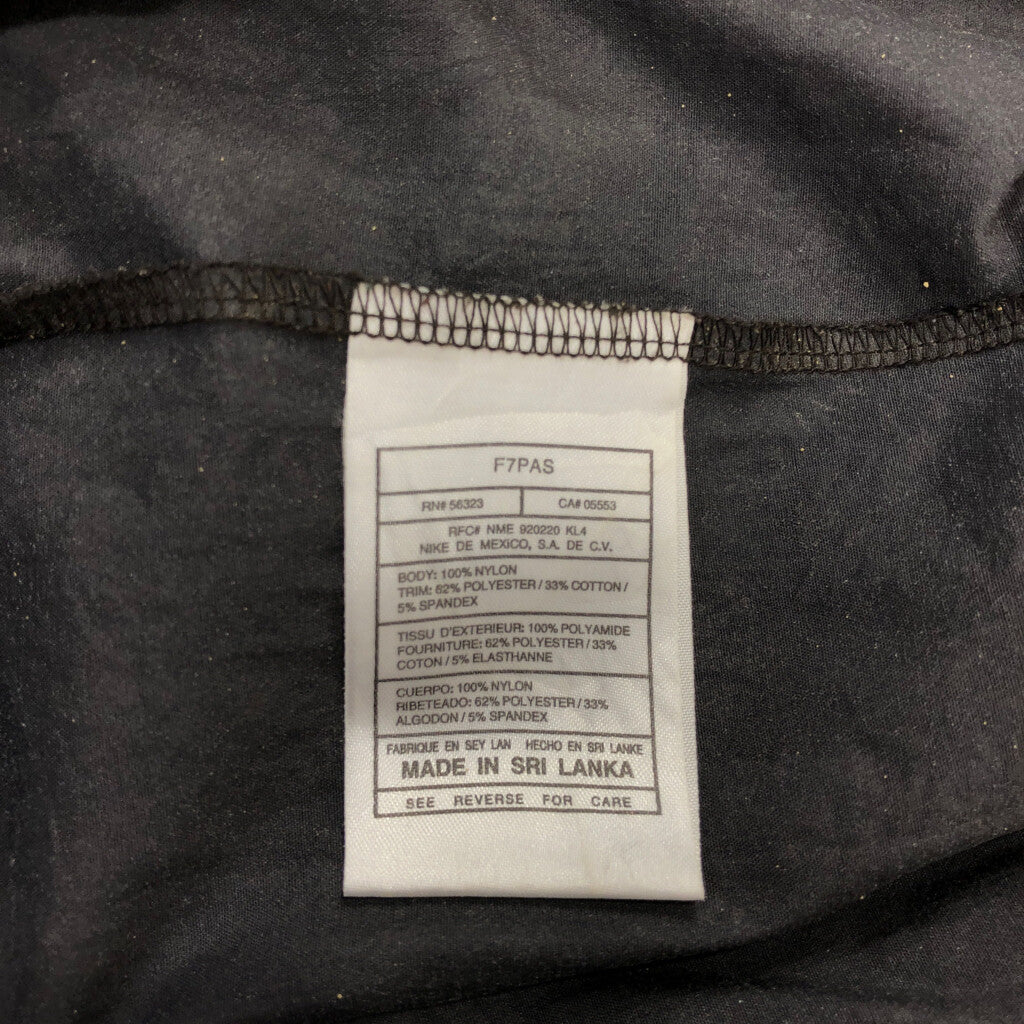 F7PAS
RN# 56323 CA# 05553
RFC# NME 920220 KL4
NIKE DE MEXICO, S.A. DE C.V.
BODY: 100% NYLON
TRIM: 62% POLYESTER / 33% COTTON /
5% SPANDEX
TISSU D'EXTERIEUR: 100% POLYAMIDE
FOURNITURE: 62% POLYESTER / 33%
COTON / 5% ELASTHANNE
CUERPO: 100% NYLON
RIBETEADO: 62% POLYESTER / 33%
ALGODON / 5% SPANDEX
FABRIQUE EN SEY LAN HECHO EN SRI LANKE
MADE IN SRI LANKA
SEE REVERSE FOR CARE